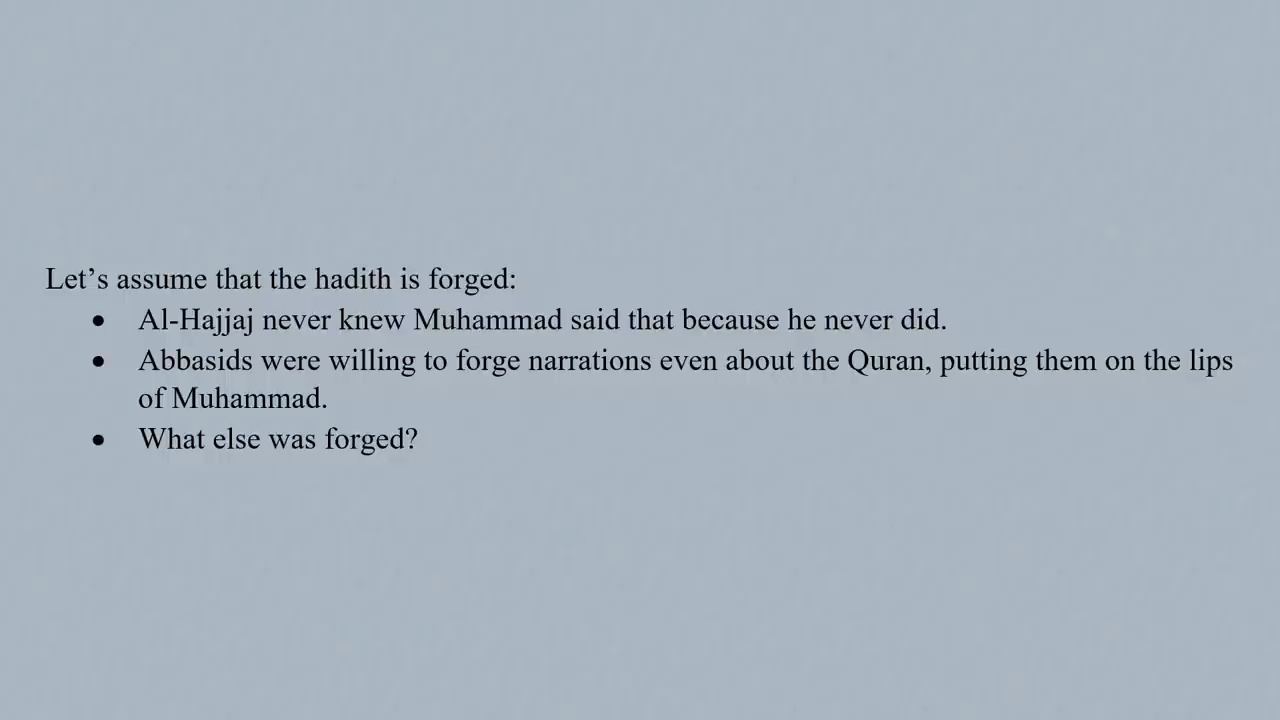 Let’s assume that the hadith is forged:
• Al-Hajjaj never knew Muhammad said that because he never did.
• Abbasids were willing to forge narrations even about the Quran, putting them on the lips
of Muhammad.
• What else was forged?